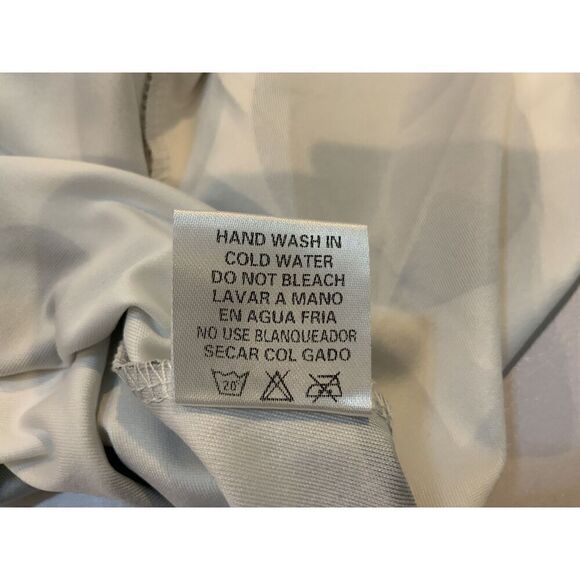 HAND WASH IN
COLD WATER
DO NOT BLEACH
LAVAR A MANO
EN AGUA FRIA
NO USE BLANQUEADOR
SECAR COL GADO
20°